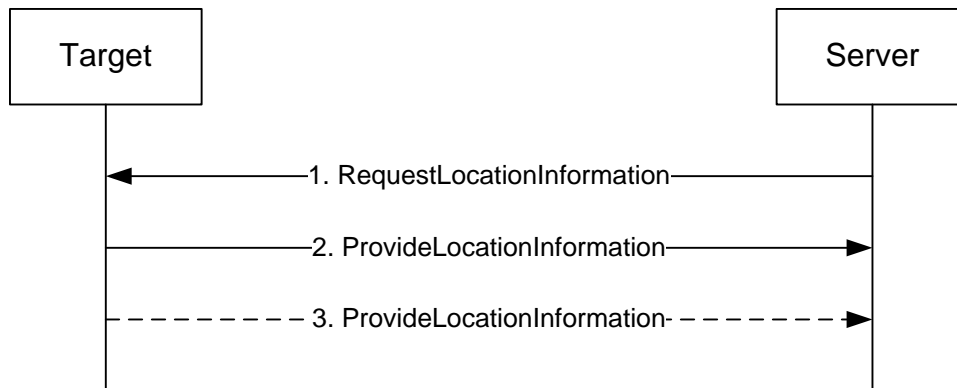 Target
Server
1. RequestLocationInformation
2. ProvideLocationInformation
3. ProvideLocationInformation